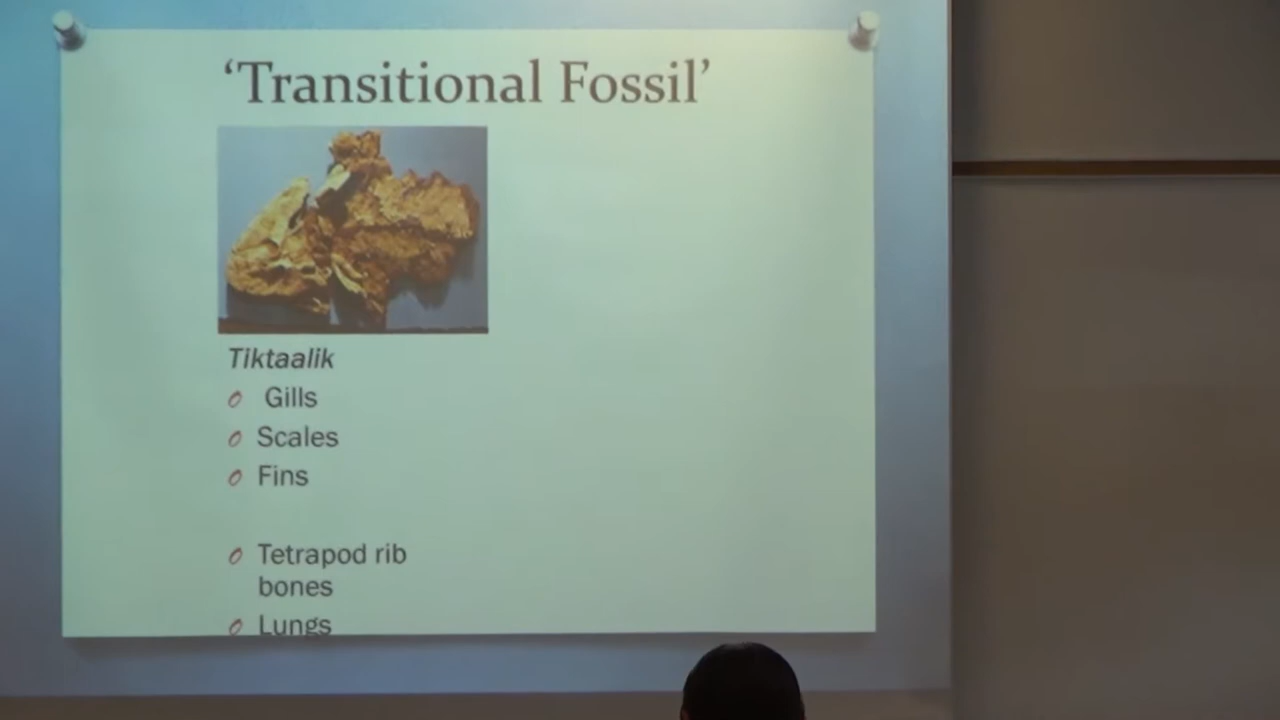 ‘Transitional Fossil’
Tiktaalik
Gills
Scales
Fins
Tetrapod rib
bones
Lungs